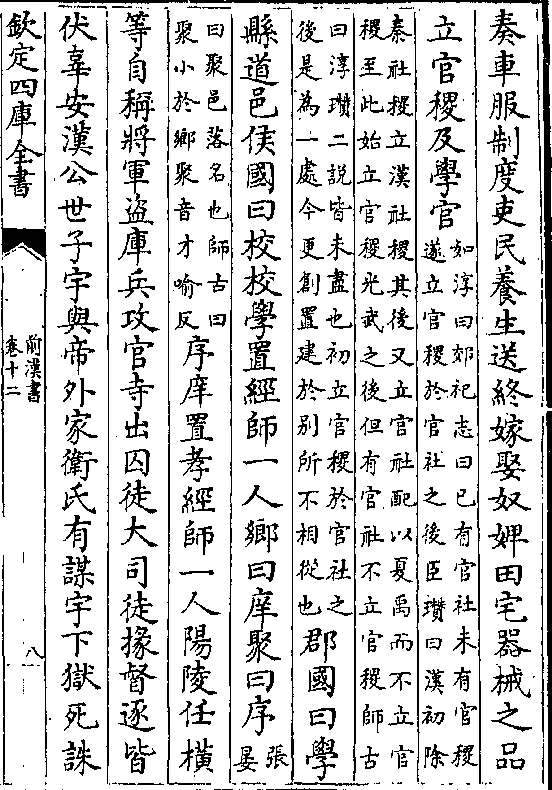 奏車服制度吏民養生送終嫁娶奴婢田宅器械之品
立官稷及學官
如淳曰郊祀志曰已有官社未有官稷
遂立官稷於官社之後臣瓚曰漢初除
秦社稷立漢社稷其後又立官社配以夏禹而不立官
稷至此始立官稷光武之後但有官社不立官稷師古
曰淳瓚二說皆未盡也初立官稷於官社之
後是為一處今更創置建於別所不相從也
郡國曰學
縣道邑侯國曰校校學置經師一人鄉曰庠聚曰序
張
晏
曰聚邑落名也師古曰
聚小於鄉聚音才喻反
序庠置孝經師一人陽陵任橫
等自稱將軍盜庫兵攻官寺出囚徒大司徒掾督逐皆
伏辜安漢公世子宇與帝外家衛氏有謀宇下獄死誅
欽定四庫全書
前漢書
卷十二
八